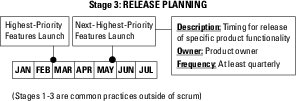 Stage 3: RELEASE PLANNING
Highest-Priority
Features Launch
Next-Highest-Priority
Features Launch
Description: Timing for release
of specific product functionality
Owner: Product owner
Frequency: At least quarterly
JAN FEB MAR APR MAY JUN JUL
(Stages 1-3 are common practices outside of scrum)